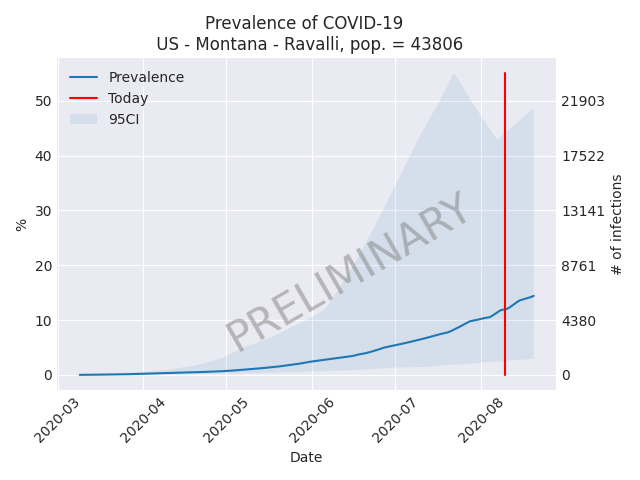 Prevalence of COVID-19
US - Montana - Ravalli, pop. = 43806
Prevalence
Today
95CI
%
50
40
30
20
10
0
21903
17522
13141
8761
4380
0
# of infections
PRELIMINARY
2020-03
2020-04
2020-05
2020-06
2020-07
2020-08
Date